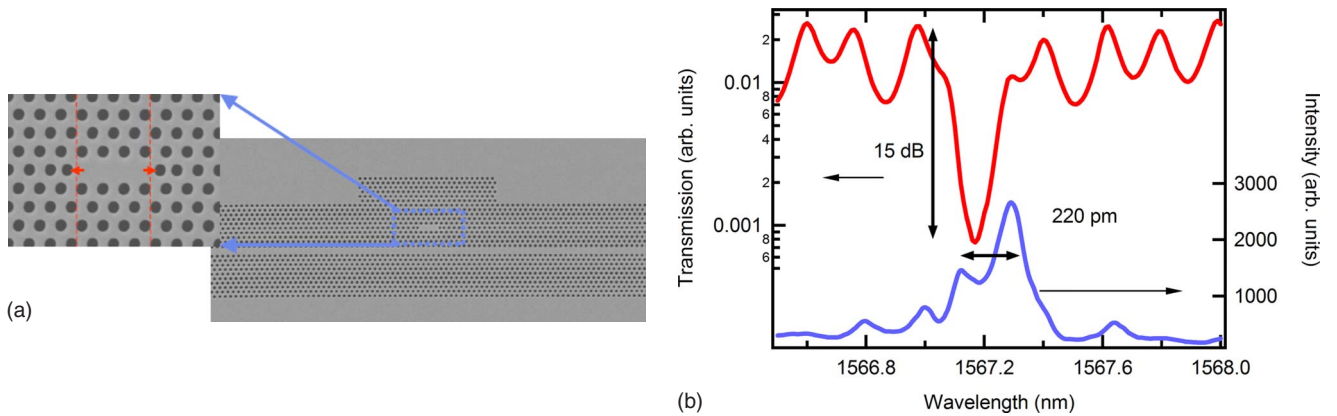 (a)
(b)
Transmission (arb. units)
2
0.01
8
6
4
2
0.001
8
6
15 dB
220 pm
3000
2000
1000
Intensity
(arb. units)
1566.8
1567.2
1567.6
1568.0
Wavelength (nm)